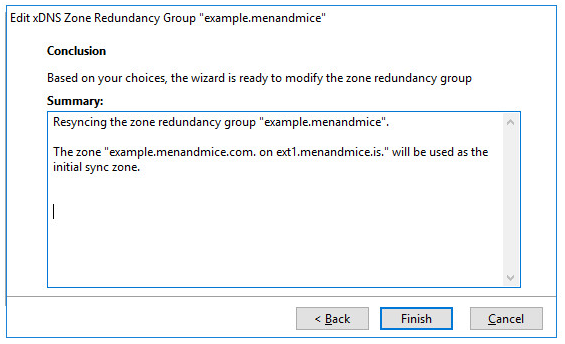 Edit xDNS Zone Redundancy Group "example.menandmice"
Conclusion
Based on your choices, the wizard is ready to modify the zone redundancy group
Summary:
Resyncing the zone redundancy group "example.menandmice".
The zone "example.menandmice.com. on ext1.menandmice.is." will be used as the
initial sync zone.
< Back
Finish
Cancel